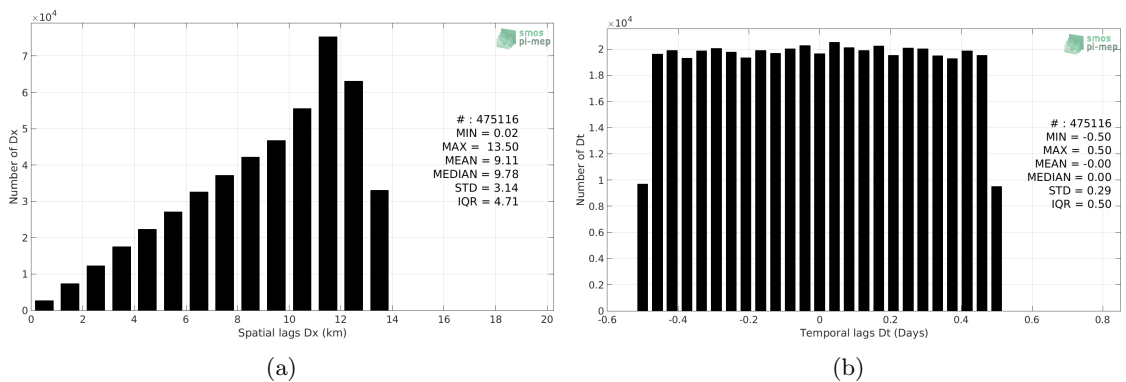 ×10⁴
smos
pi-mep
7
6
5
4
3
2
1
0
Number of Dx
# : 475116
MIN = 0.02
MAX = 13.50
MEAN = 9.11
MEDIAN = 9.78
STD = 3.14
IQR = 4.71
0 2 4 6 8 10 12 14 16 18 20
Spatial lags Dx (km)
(a)
×10⁴
smos
pi-mep
2
1.8
1.6
1.4
1.2
1
0.8
0.6
0.4
0.2
0
Number of Dt
# : 475116
MIN = -0.50
MAX = 0.50
MEAN = -0.00
MEDIAN = 0.00
STD = 0.29
IQR = 0.50
-0.6 -0.4 -0.2 0 0.2 0.4 0.6 0.8
Temporal lags Dt (Days)
(b)